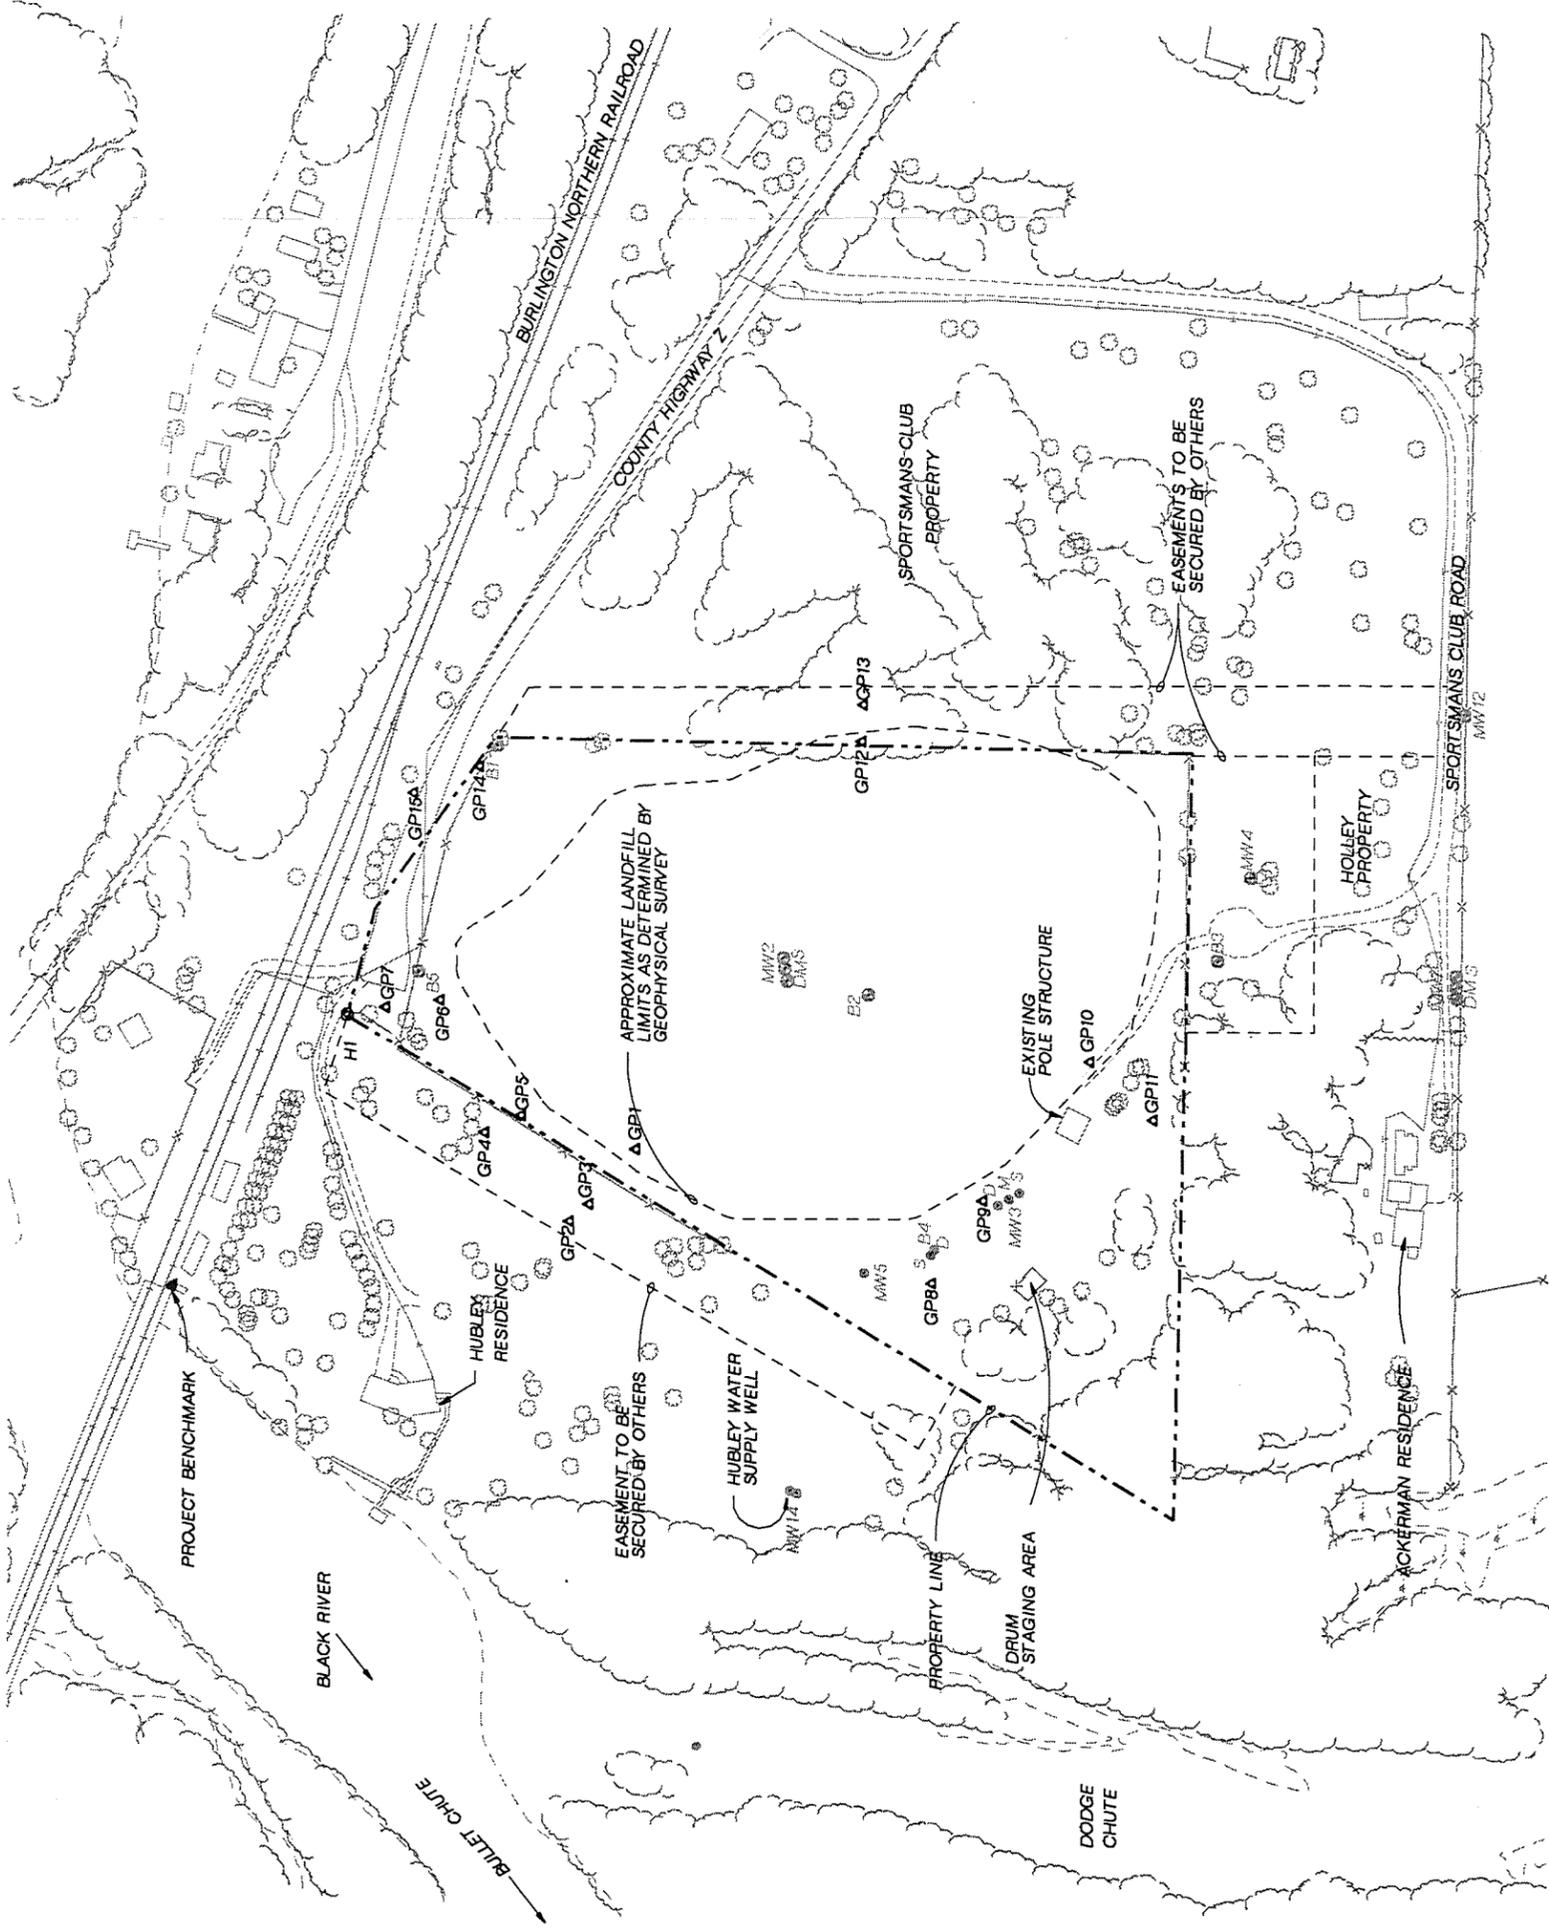 BURLINGTON NORTHERN RAILROAD
COUNTY HIGHWAY Z
SPORTSMANS CLUB
PROPERTY
EASEMENTS TO BE
SECURED BY OTHERS
SPORTSMANS CLUB ROAD
MW12
GP13
GP12
GP14
B1
GP15
APPROXIMATE LANDFILL
LIMITS AS DETERMINED BY
GEOPHYSICAL SURVEY
HOLLEY
PROPERTY
MW4
B3
MW2
DMS
B2
B5
GP6
GP7
H1
EXISTING
POLE STRUCTURE
GP10
GP11
DMS
GP5
GP4
GP1
GP3
GP2
GP9
D
M
S
MW3
B4
S
D
GP8
MW5
HUBLEY
RESIDENCE
PROJECT BENCHMARK
EASEMENT TO BE
SECURED BY OTHERS
HUBLEY WATER
SUPPLY WELL
MW14
PROPERTY LINE
DRUM
STAGING AREA
ACKERMAN RESIDENCE
BLACK RIVER
BULLET CHUTE
DODGE
CHUTE